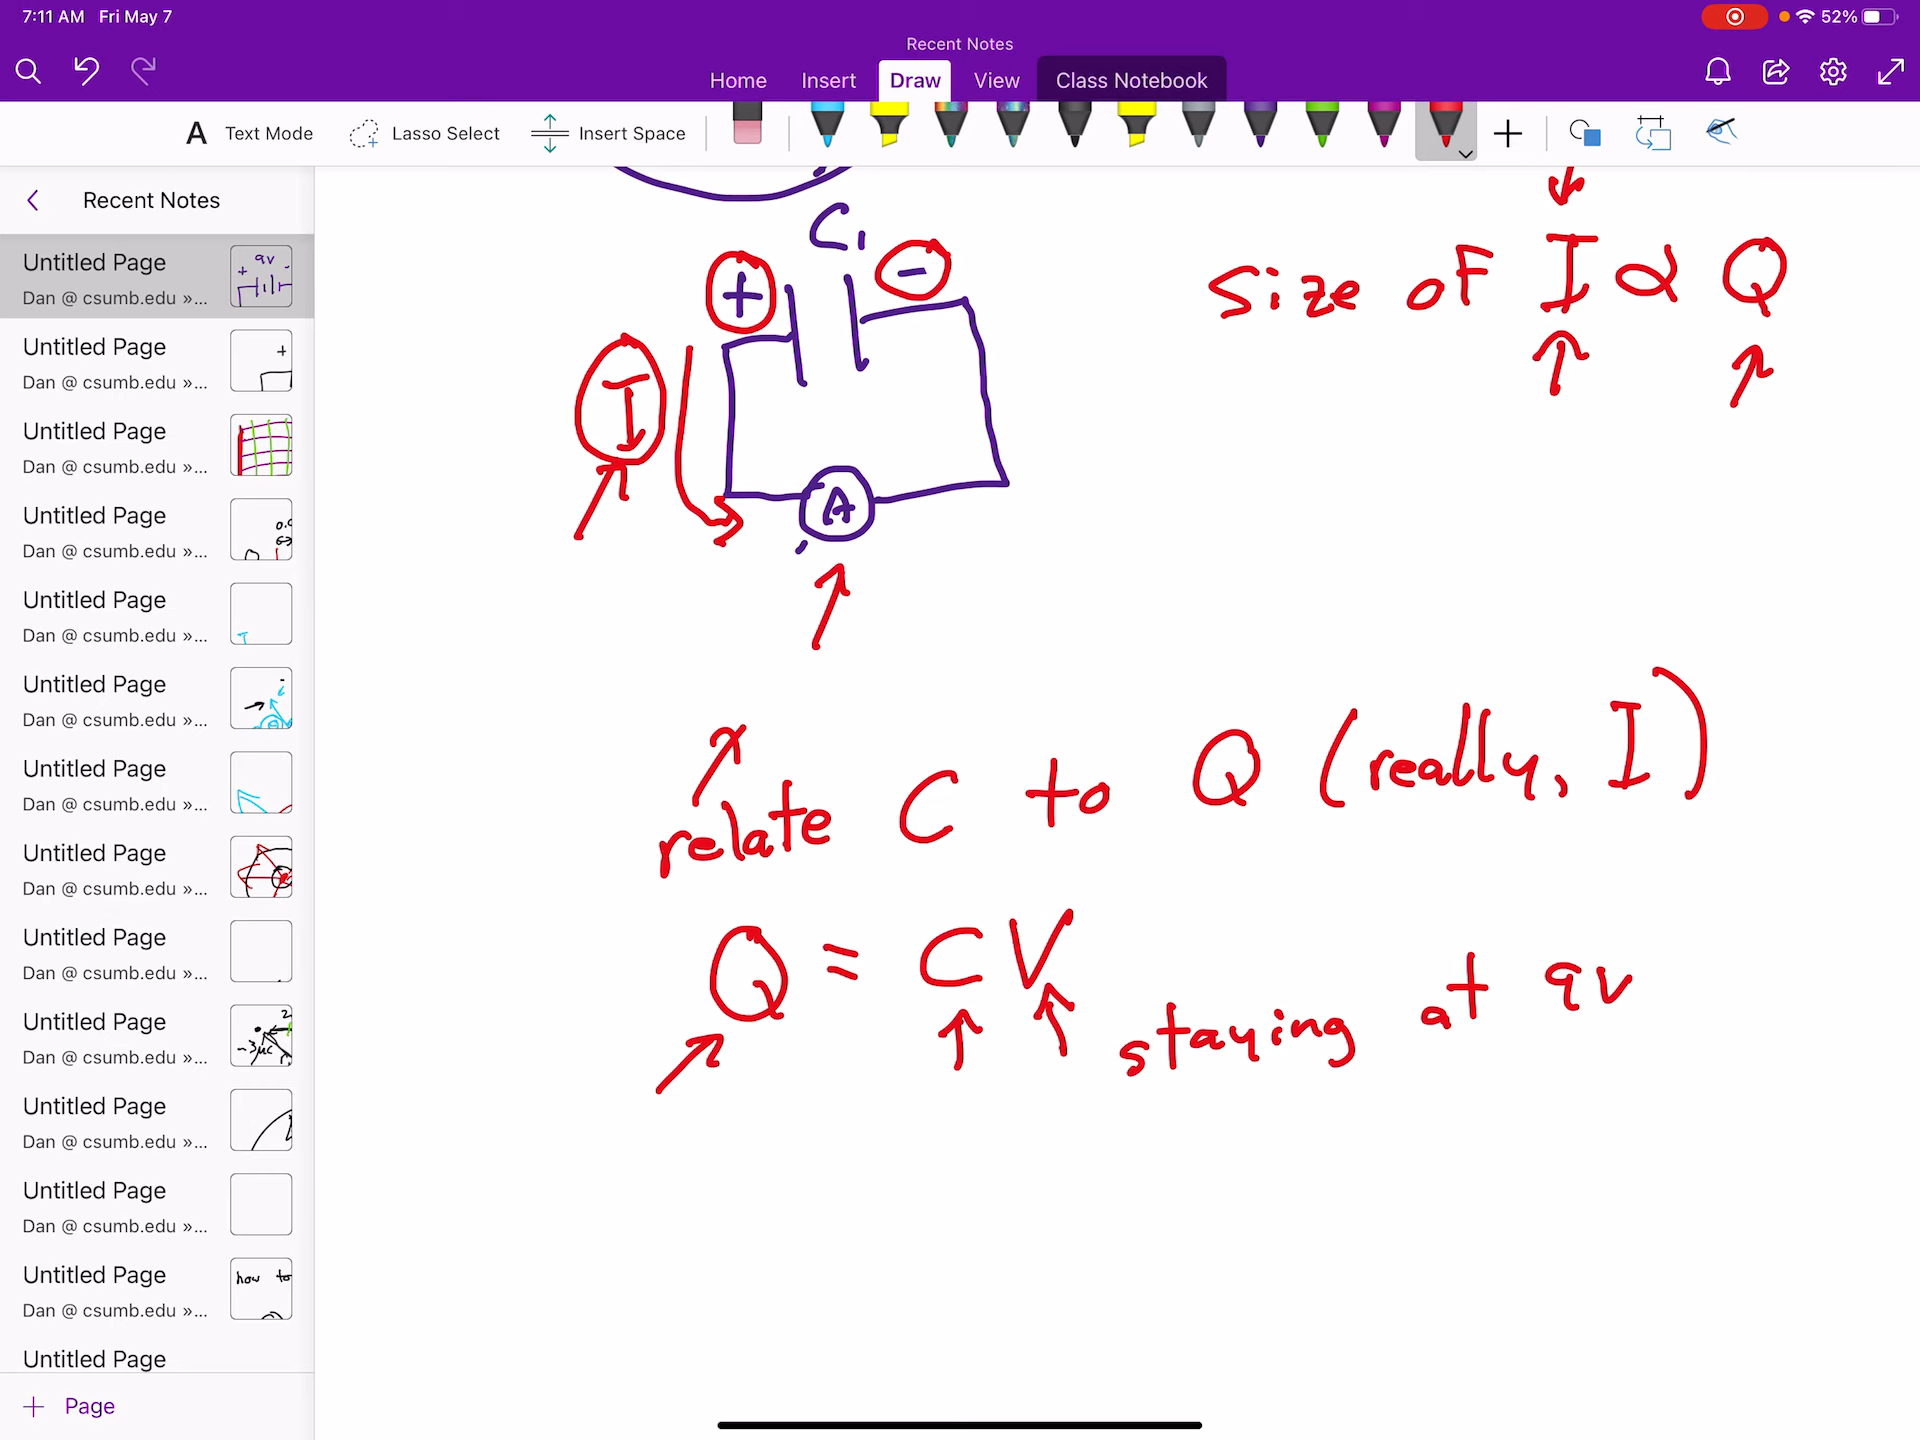 7:11 AM Fri May 7
52%
Recent Notes
Home Insert Draw View Class Notebook
A Text Mode Lasso Select Insert Space
Recent Notes
Untitled Page
Dan @ csumb.edu »...
9v
+ -
Untitled Page
Dan @ csumb.edu »...
+
Untitled Page
Dan @ csumb.edu »...
Untitled Page
Dan @ csumb.edu »...
Untitled Page
Dan @ csumb.edu »...
Untitled Page
Dan @ csumb.edu »...
Untitled Page
Dan @ csumb.edu »...
Untitled Page
Dan @ csumb.edu »...
Untitled Page
Dan @ csumb.edu »...
Untitled Page
Dan @ csumb.edu »...
2
-3μC
Untitled Page
Dan @ csumb.edu »...
Untitled Page
Dan @ csumb.edu »...
Untitled Page
Dan @ csumb.edu »...
how to
Untitled Page
+ Page
C₁
+ -
I
A
Size of I α Q
relate C to Q (really, I)
Q = CV
staying at 9v